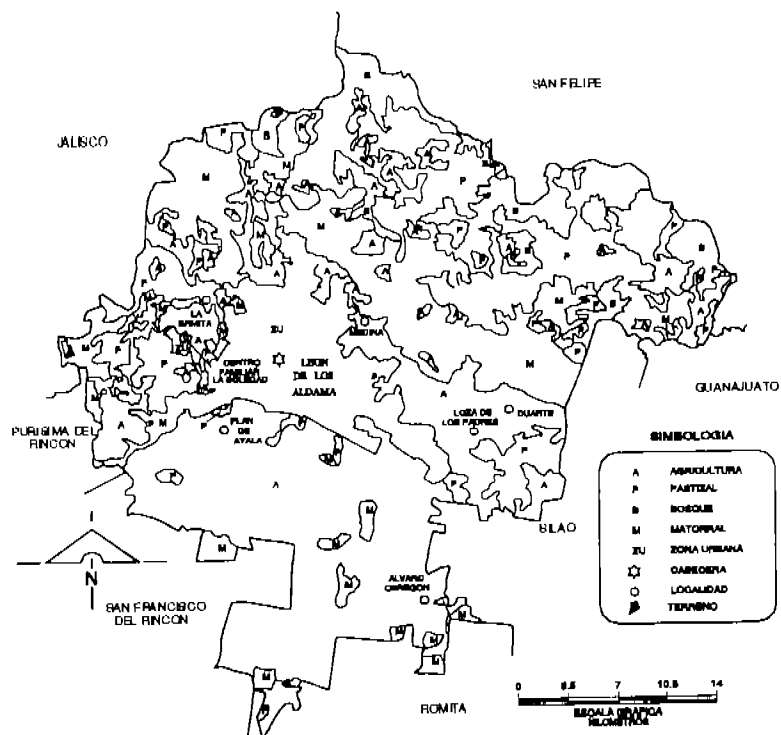 SAN FELIPE
JALISCO
LA
ERMITA
ZU
MEDINA
CENTRO
FAMILIAR
LA SOLEDAD
LEON
DE LOS
ALDAMA
GUANAJUATO
PURISIMA DEL
RINCON
PLAN
DE
AYALA
LOZA DE
LOS PADRES
DUARTE
SIMBOLOGIA
A AGRICULTURA
P PASTIZAL
B BOSQUE
M MATORRAL
ZU ZONA URBANA
CABECERA
LOCALIDAD
TERRENO
SILAO
N
SAN FRANCISCO
DEL RINCON
ALVARO
OBREGON
ROMITA
0 3.5 7 10.5 14
ESCALA GRAFICA
KILOMETROS